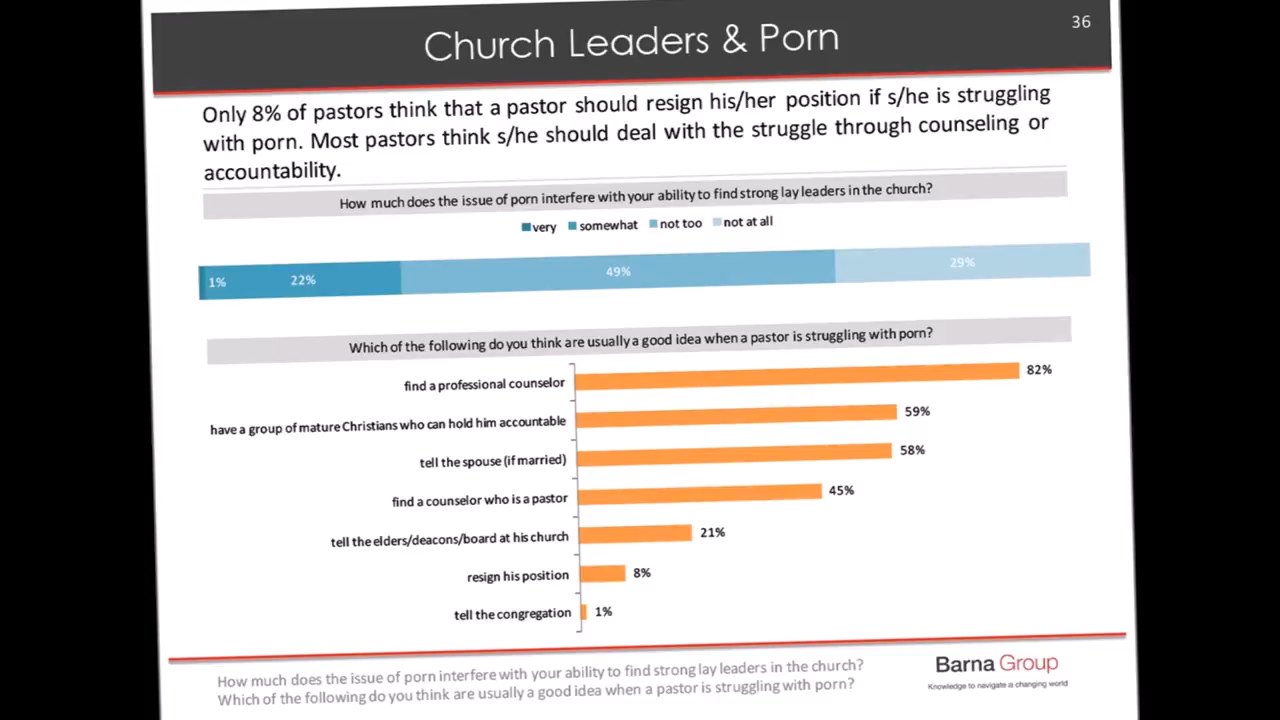 36
Church Leaders & Porn
Only 8% of pastors think that a pastor should resign his/her position if s/he is struggling
with porn. Most pastors think s/he should deal with the struggle through counseling or
accountability.
How much does the issue of porn interfere with your ability to find strong lay leaders in the church?
very somewhat not too not at all
1% 22% 49% 29%
Which of the following do you think are usually a good idea when a pastor is struggling with porn?
find a professional counselor 82%
have a group of mature Christians who can hold him accountable 59%
tell the spouse (if married) 58%
find a counselor who is a pastor 45%
tell the elders/deacons/board at his church 21%
resign his position 8%
tell the congregation 1%
How much does the issue of porn interfere with your ability to find strong lay leaders in the church?
Which of the following do you think are usually a good idea when a pastor is struggling with porn?
Barna Group
Knowledge to navigate a changing world